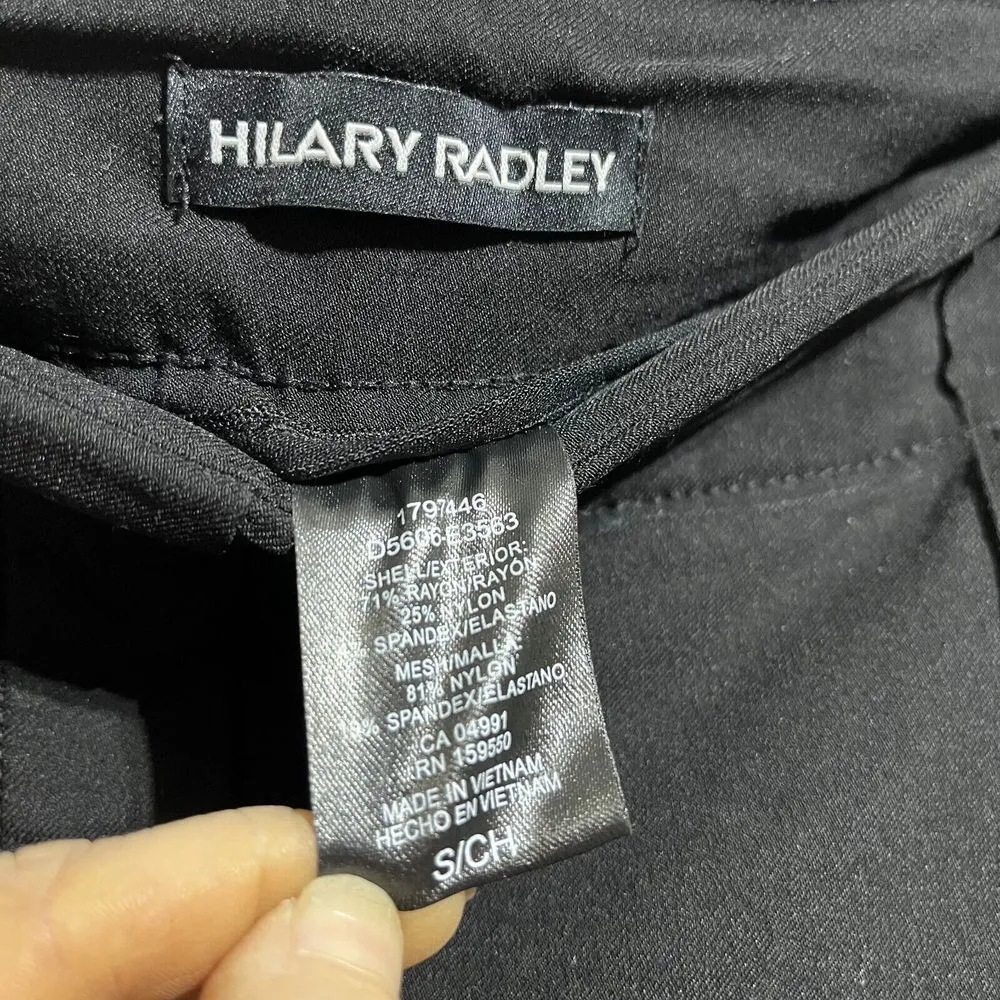 HILARY RADLEY
1797446
D5606-E3563
SHELL/EXTERIOR:
71% RAYON/RAYÓN
25% NYLON
SPANDEX/ELASTANO
MESH/MALLA:
81% NYLON
SPANDEX/ELASTANO
CA 04991
RN 159550
MADE IN VIETNAM
HECHO EN VIETNAM
S/CH